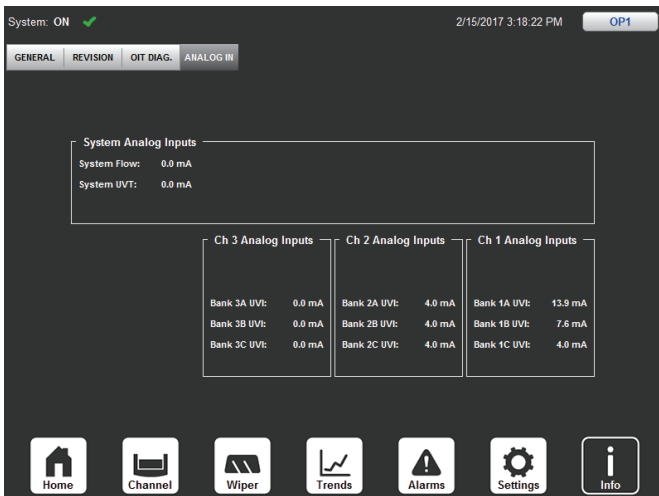 System: ON 2/15/2017 3:18:22 PM OP1
GENERAL REVISION OIT DIAG. ANALOG IN
System Analog Inputs
System Flow: 0.0 mA
System UVT: 0.0 mA
Ch 3 Analog Inputs Ch 2 Analog Inputs Ch 1 Analog Inputs
Bank 3A UVI: 0.0 mA Bank 2A UVI: 4.0 mA Bank 1A UVI: 13.9 mA
Bank 3B UVI: 0.0 mA Bank 2B UVI: 4.0 mA Bank 1B UVI: 7.6 mA
Bank 3C UVI: 0.0 mA Bank 2C UVI: 4.0 mA Bank 1C UVI: 4.0 mA
Home Channel Wiper Trends Alarms Settings Info